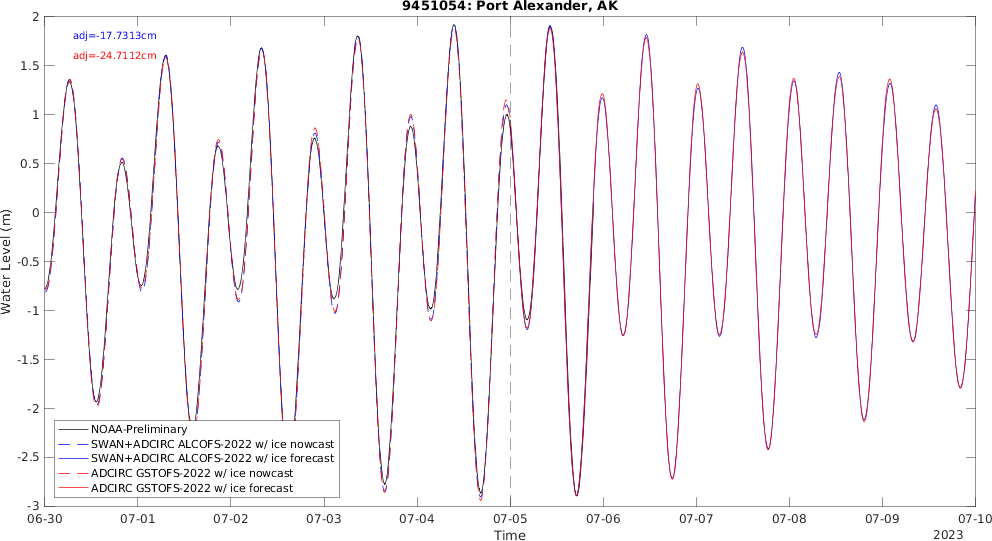 9451054: Port Alexander, AK
adj=-17.7313cm
adj=-24.7112cm
Water Level (m)
2
1.5
1
0.5
0
-0.5
-1
-1.5
-2
-2.5
-3
NOAA-Preliminary
SWAN+ADCIRC ALCOFS-2022 w/ ice nowcast
SWAN+ADCIRC ALCOFS-2022 w/ ice forecast
ADCIRC GSTOFS-2022 w/ ice nowcast
ADCIRC GSTOFS-2022 w/ ice forecast
06-30 07-01 07-02 07-03 07-04 07-05 07-06 07-07 07-08 07-09 07-10
Time
2023